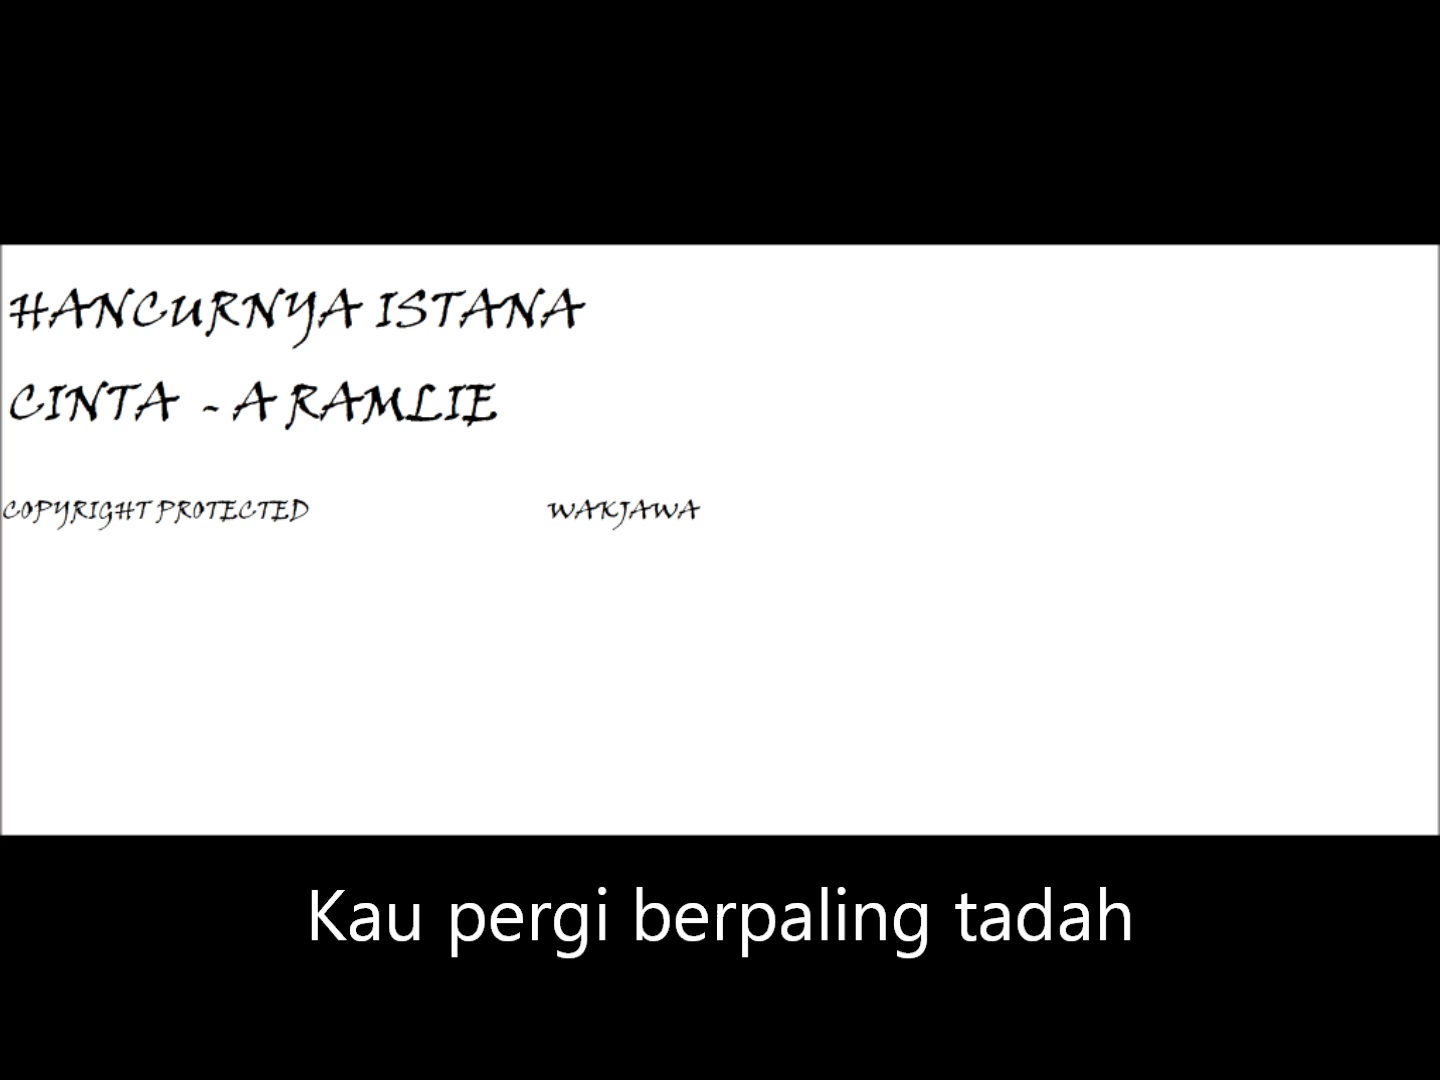 HANCURNYA ISTANA
CINTA - A RAMLIE
COPYRIGHT PROTECTED WAKJAWA
Kau pergi berpaling tadah